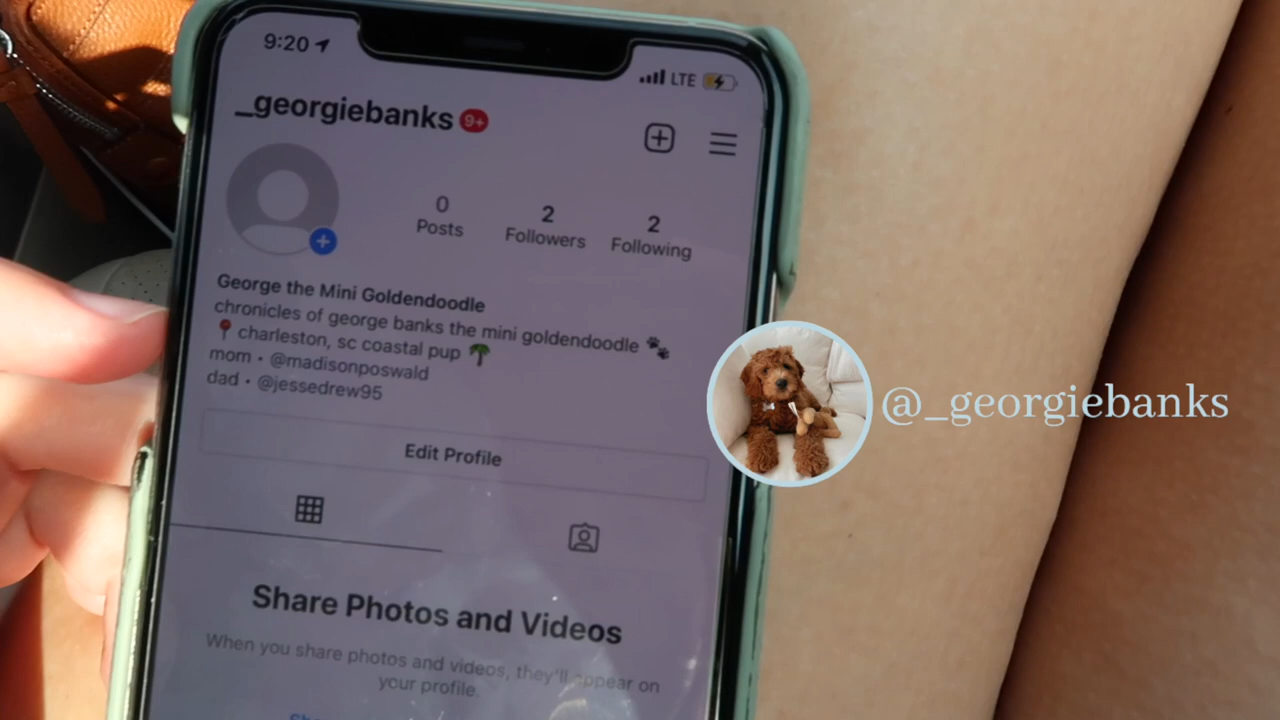 9:20
LTE
_georgiebanks 9+
0 2 2
Posts Followers Following
George the Mini Goldendoodle
chronicles of george banks the mini goldendoodle 🐾
📍 charleston, sc coastal pup 🌴
mom • @madisonposwald
dad • @jessedrew95
Edit Profile
@_georgiebanks
Share Photos and Videos
When you share photos and videos, they'll appear on
your profile.